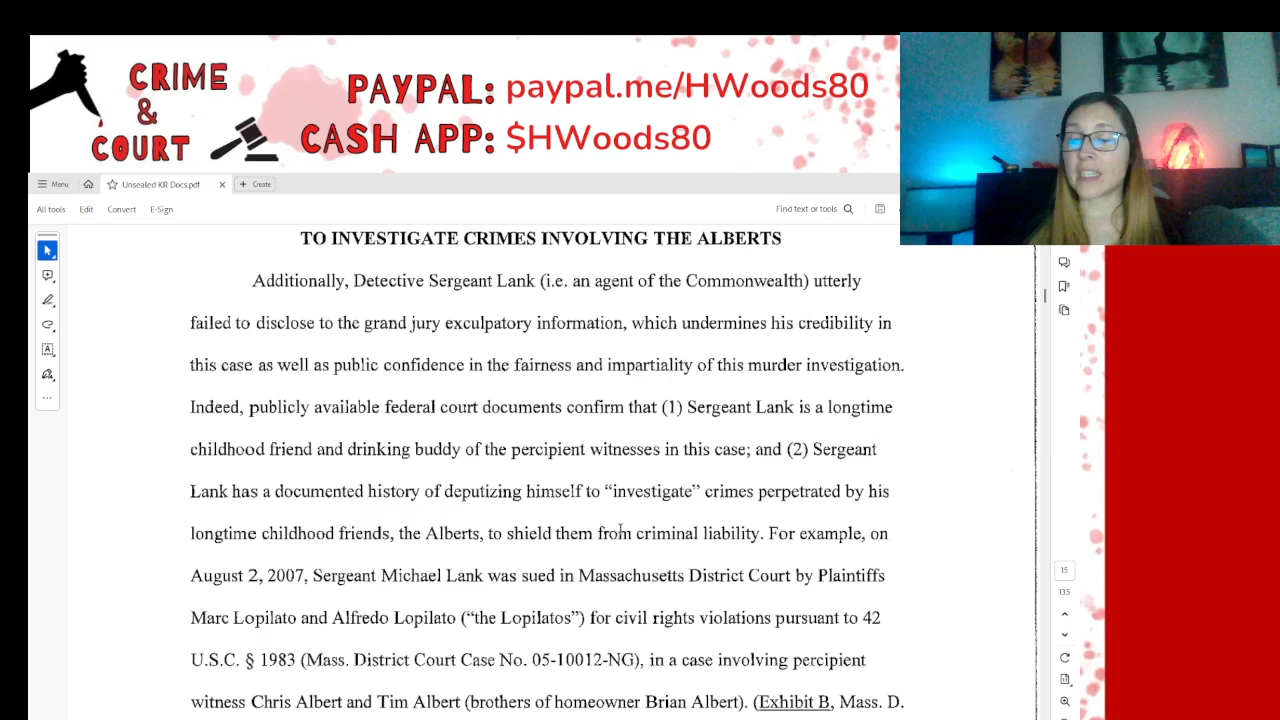 CRIME
&
COURT
PAYPAL: paypal.me/HWoods80
CASH APP: $HWoods80
Menu
Unsealed KR Docs.pdf
Create
All tools
Edit
Convert
E-Sign
Find text or tools
TO INVESTIGATE CRIMES INVOLVING THE ALBERTS
Additionally, Detective Sergeant Lank (i.e. an agent of the Commonwealth) utterly
failed to disclose to the grand jury exculpatory information, which undermines his credibility in
this case as well as public confidence in the fairness and impartiality of this murder investigation.
Indeed, publicly available federal court documents confirm that (1) Sergeant Lank is a longtime
childhood friend and drinking buddy of the percipient witnesses in this case; and (2) Sergeant
Lank has a documented history of deputizing himself to “investigate” crimes perpetrated by his
longtime childhood friends, the Alberts, to shield them from criminal liability. For example, on
August 2, 2007, Sergeant Michael Lank was sued in Massachusetts District Court by Plaintiffs
Marc Lopilato and Alfredo Lopilato (“the Lopilatos”) for civil rights violations pursuant to 42
U.S.C. § 1983 (Mass. District Court Case No. 05-10012-NG), in a case involving percipient
witness Chris Albert and Tim Albert (brothers of homeowner Brian Albert). (Exhibit B, Mass. D.
15
135